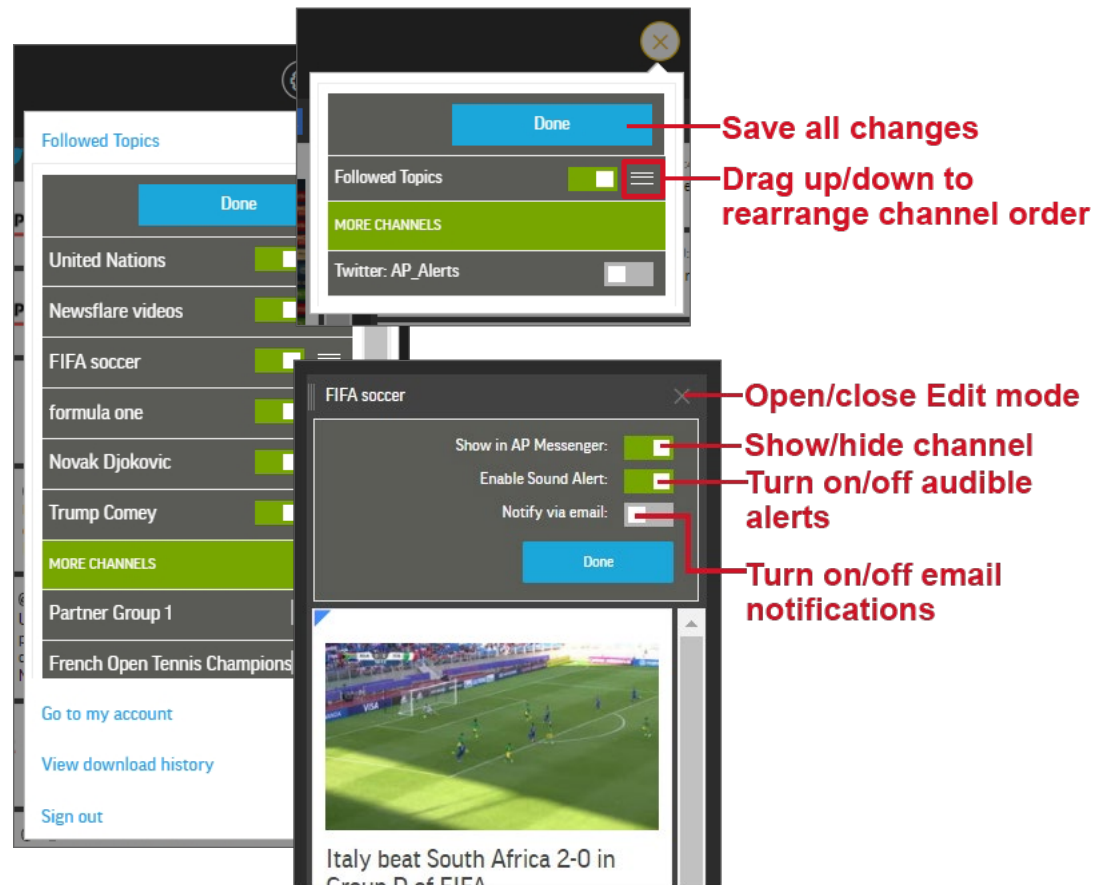 Followed Topics
Done
United Nations
Newsflare videos
FIFA soccer
formula one
Novak Djokovic
Trump Comey
MORE CHANNELS
Partner Group 1
French Open Tennis Champions
Go to my account
View download history
Sign out
Done
Followed Topics
MORE CHANNELS
Twitter: AP_Alerts
Save all changes
Drag up/down to
rearrange channel order
FIFA soccer
Show in AP Messenger:
Enable Sound Alert:
Notify via email:
Done
Open/close Edit mode
Show/hide channel
Turn on/off audible
alerts
Turn on/off email
notifications
VISA
Italy beat South Africa 2-0 in
Group D of FIFA